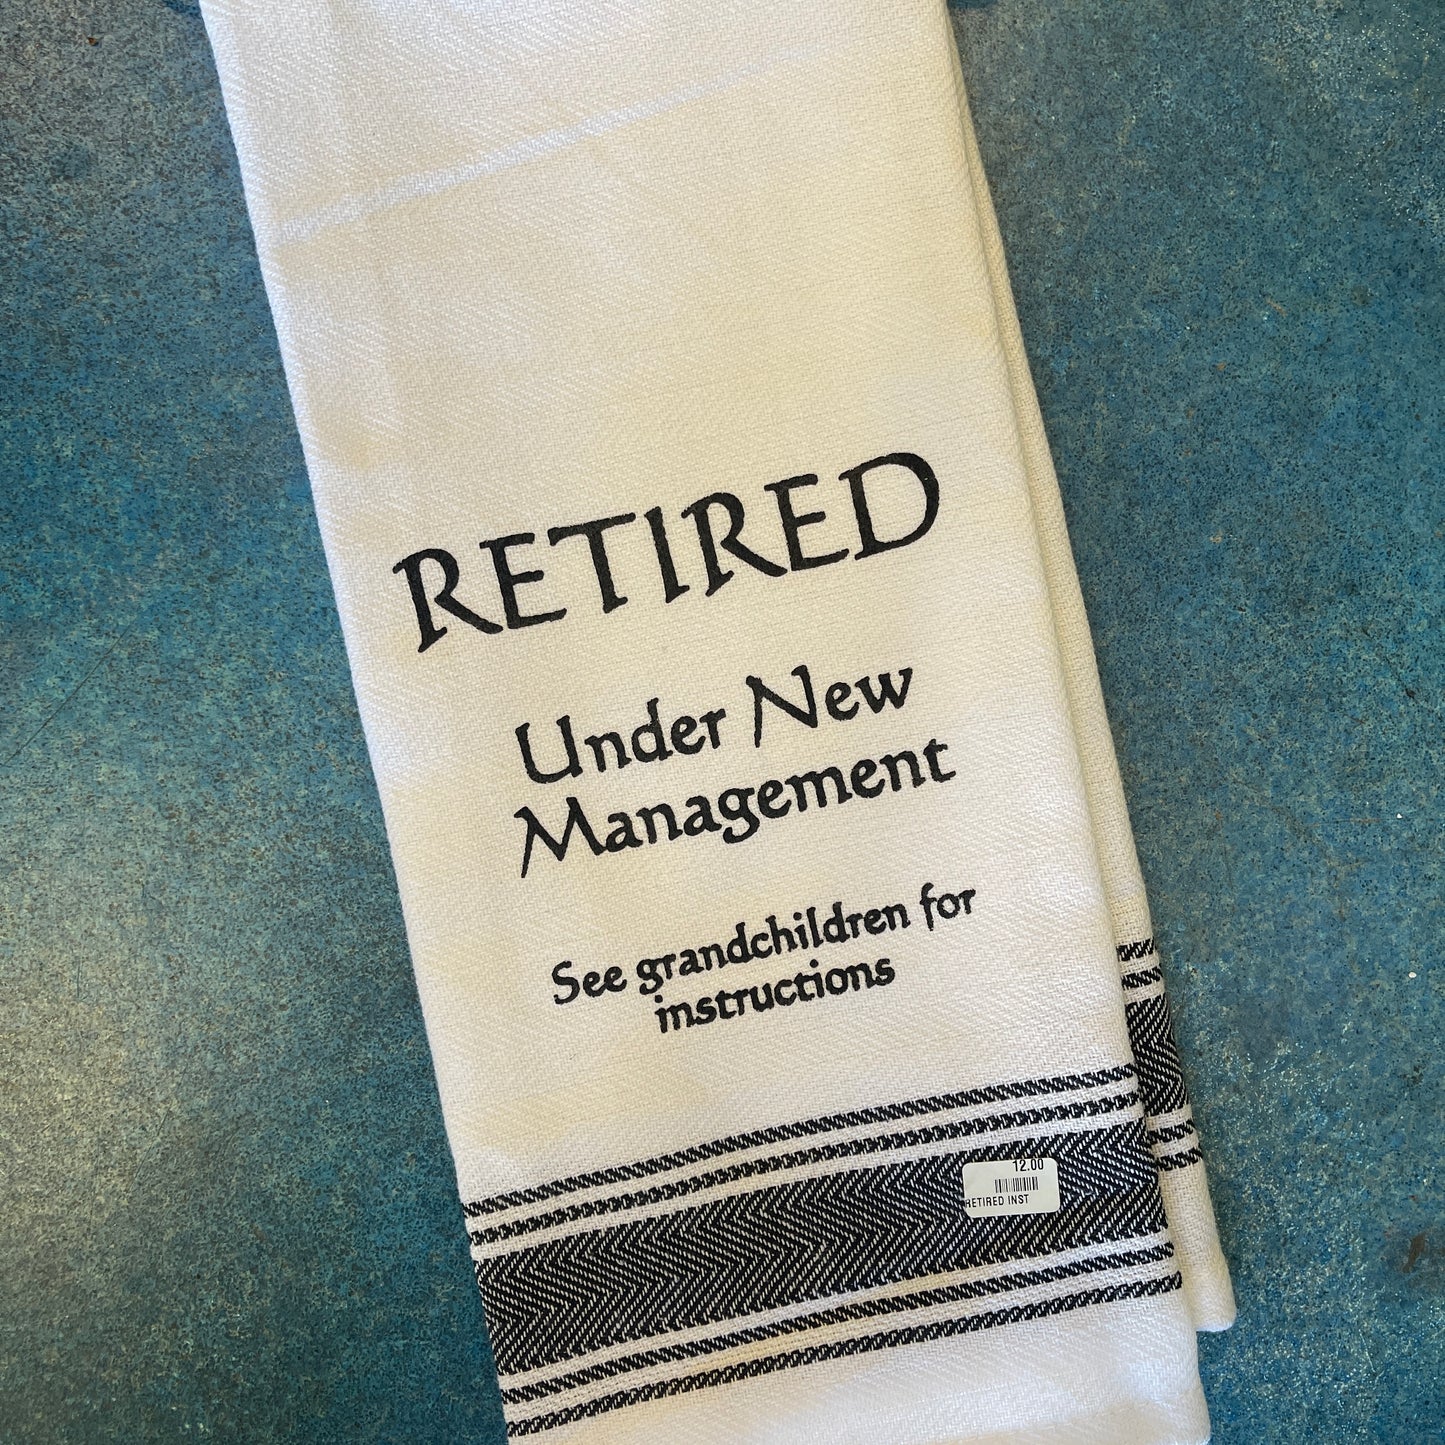 RETIRED
Under New
Management
See grandchildren for
instructions
12.00
RETIRED INST